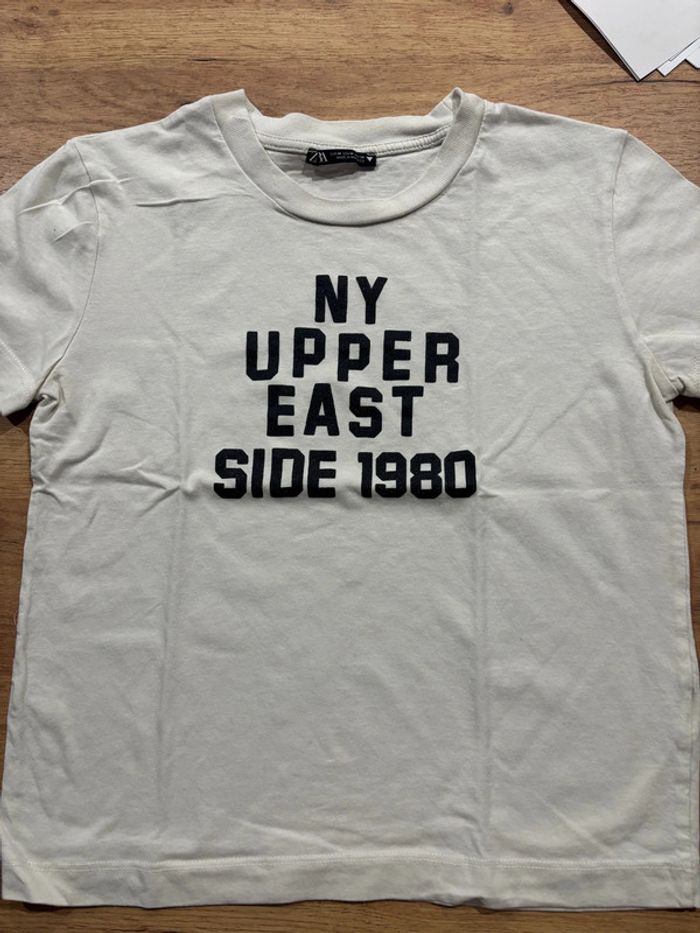 NY
UPPER
EAST
SIDE 1980